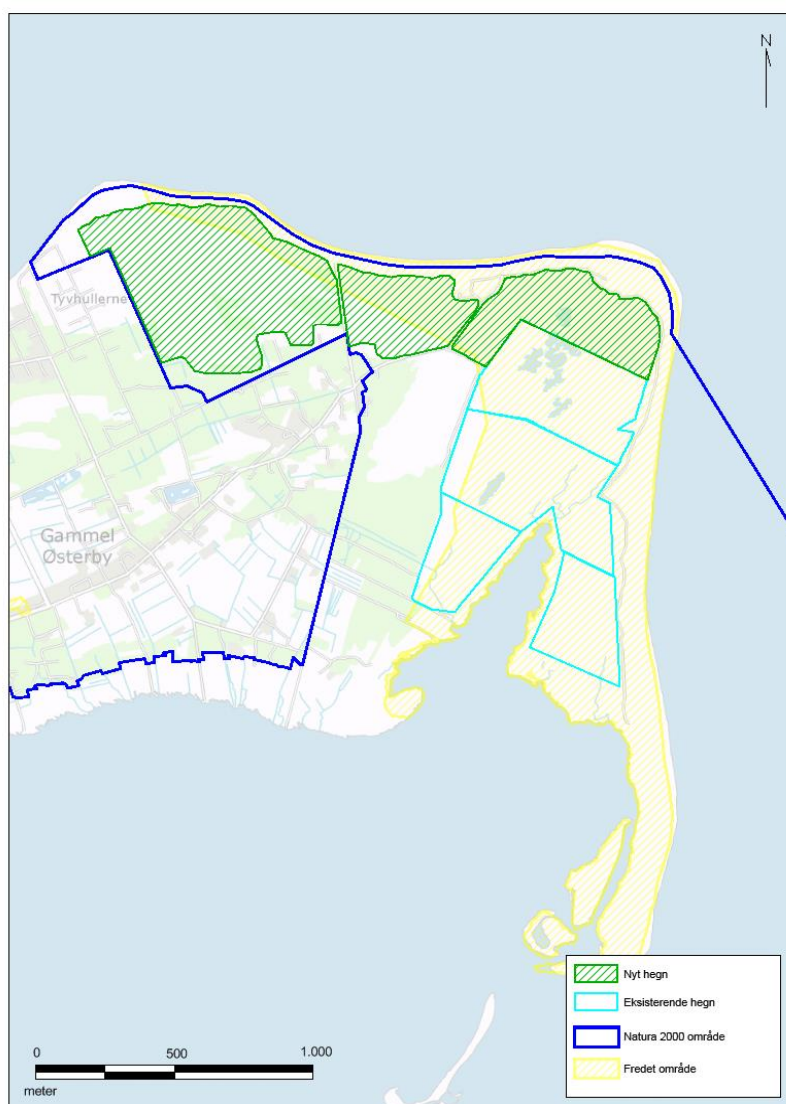 N
Tyvhullerne
Gammel
Østerby
Nyt hegn
Eksisterende hegn
Natura 2000 område
Fredet område
0 500 1.000
meter